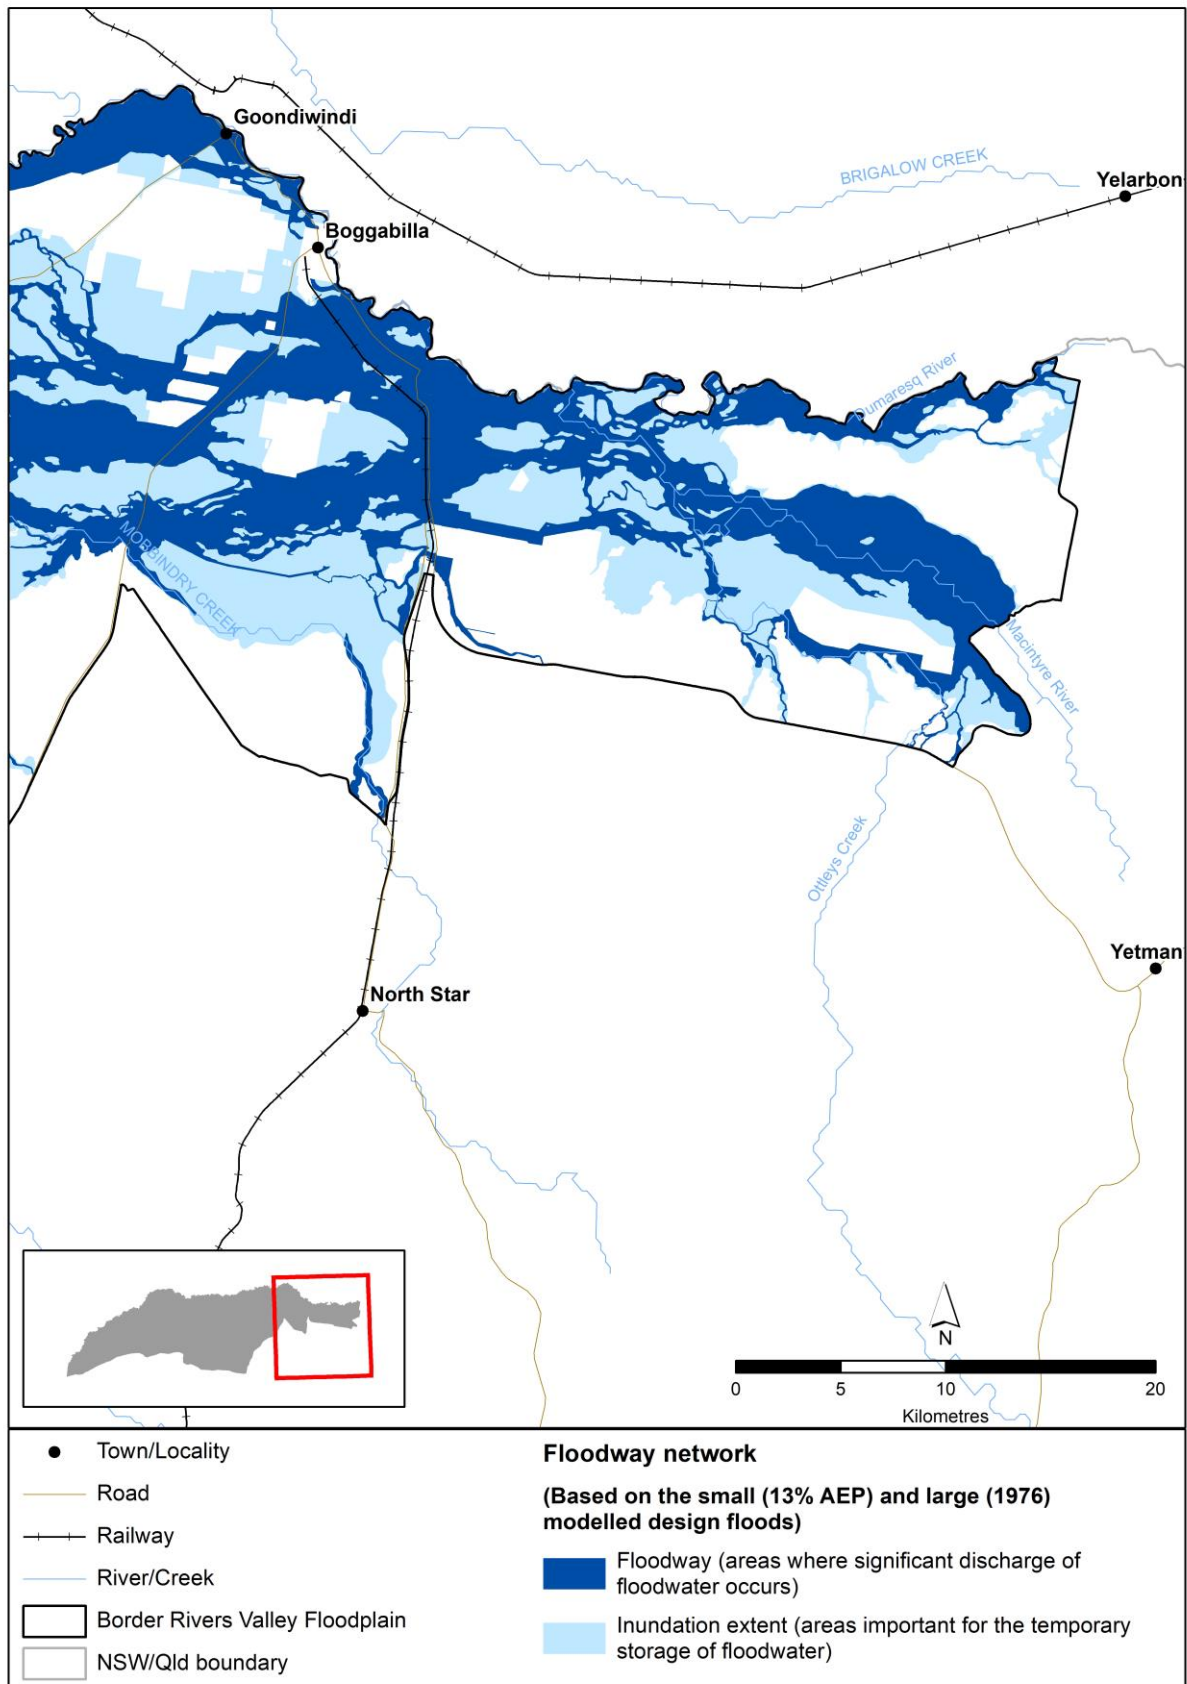 Goondiwindi
BRIGALOW CREEK
Yelarbon
Boggabilla
Dumaresq River
MOBBINDRY CREEK
Macintyre River
Ottleys Creek
Yetman
North Star
N
0 5 10 20
Kilometres
Town/Locality
Road
Railway
River/Creek
Border Rivers Valley Floodplain
NSW/Qld boundary
Floodway network
(Based on the small (13% AEP) and large (1976)
modelled design floods)
Floodway (areas where significant discharge of
floodwater occurs)
Inundation extent (areas important for the temporary
storage of floodwater)